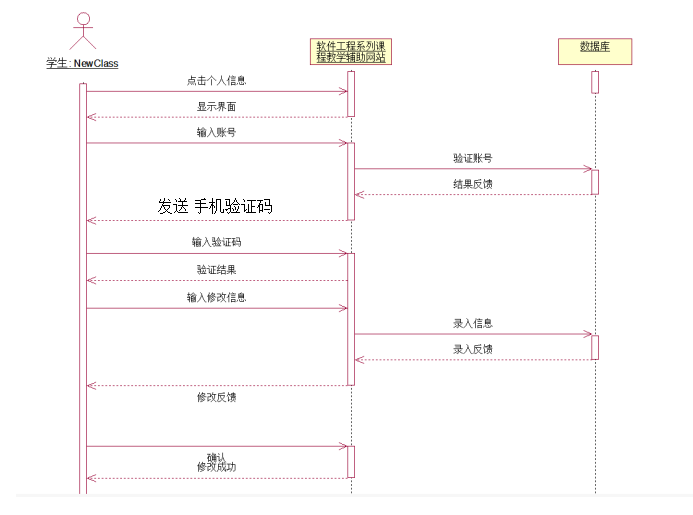 学生 : NewClass
软件工程系列课
程教学辅助网站
数据库
点击个人信息
显示界面
输入账号
验证账号
结果反馈
发送 手机验证码
输入验证码
验证结果
输入修改信息
录入信息
录入反馈
修改反馈
确认
修改成功